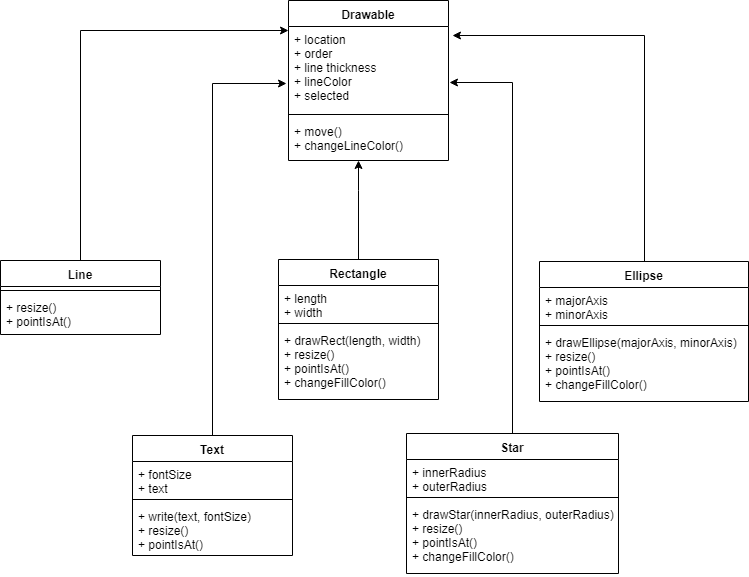 Drawable
+ location
+ order
+ line thickness
+ lineColor
+ selected
+ move()
+ changeLineColor()
Line
+ resize()
+ pointIsAt()
Rectangle
+ length
+ width
+ drawRect(length, width)
+ resize()
+ pointIsAt()
+ changeFillColor()
Ellipse
+ majorAxis
+ minorAxis
+ drawEllipse(majorAxis, minorAxis)
+ resize()
+ pointIsAt()
+ changeFillColor()
Text
+ fontSize
+ text
+ write(text, fontSize)
+ resize()
+ pointIsAt()
Star
+ innerRadius
+ outerRadius
+ drawStar(innerRadius, outerRadius)
+ resize()
+ pointIsAt()
+ changeFillColor()